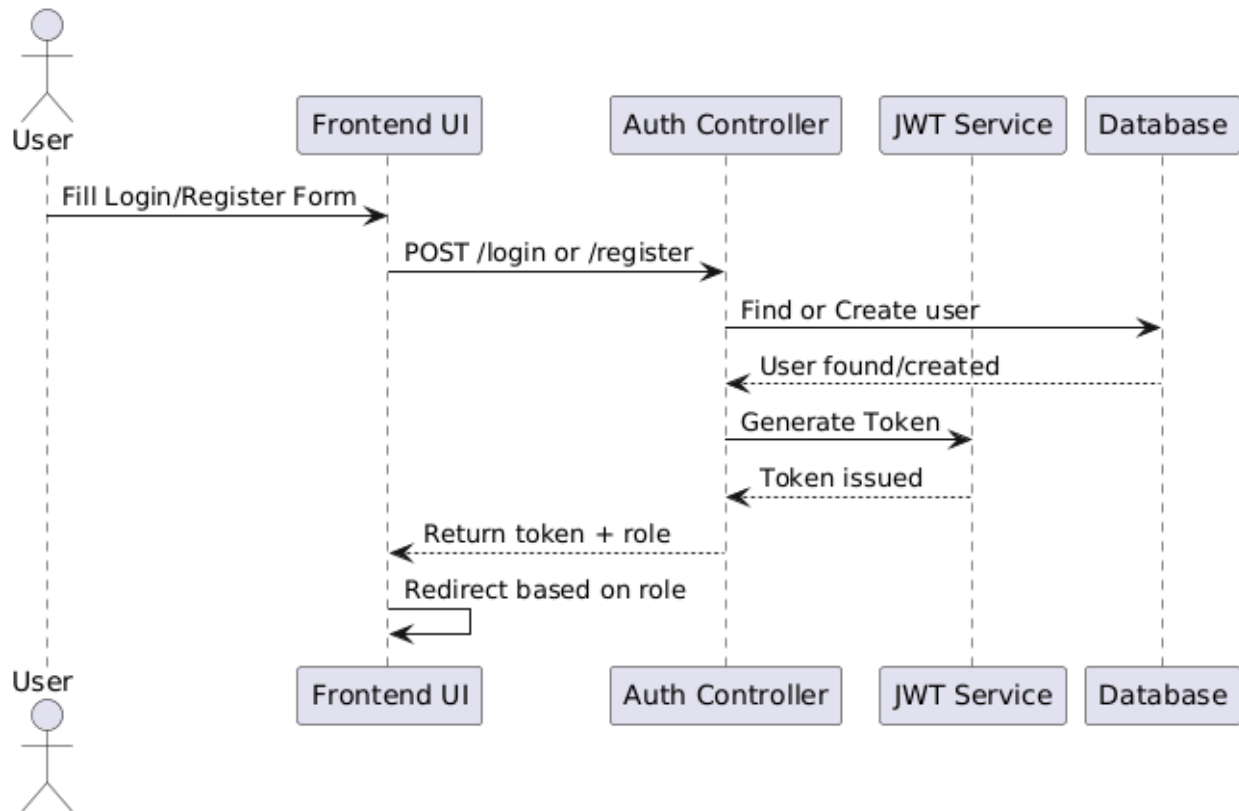 User
Frontend UI
Auth Controller
JWT Service
Database
Fill Login/Register Form
POST /login or /register
Find or Create user
User found/created
Generate Token
Token issued
Return token + role
Redirect based on role
User
Frontend UI
Auth Controller
JWT Service
Database